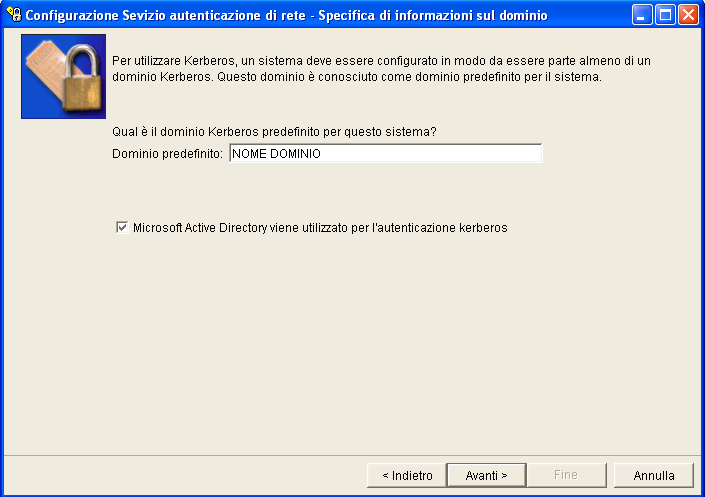 Configurazione Sevizio autenticazione di rete - Specifica di informazioni sul dominio
Per utilizzare Kerberos, un sistema deve essere configurato in modo da essere parte almeno di un
dominio Kerberos. Questo dominio è conosciuto come dominio predefinito per il sistema.
Qual è il dominio Kerberos predefinito per questo sistema?
Dominio predefinito: NOME DOMINIO
Microsoft Active Directory viene utilizzato per l'autenticazione kerberos
< Indietro Avanti > Fine Annulla